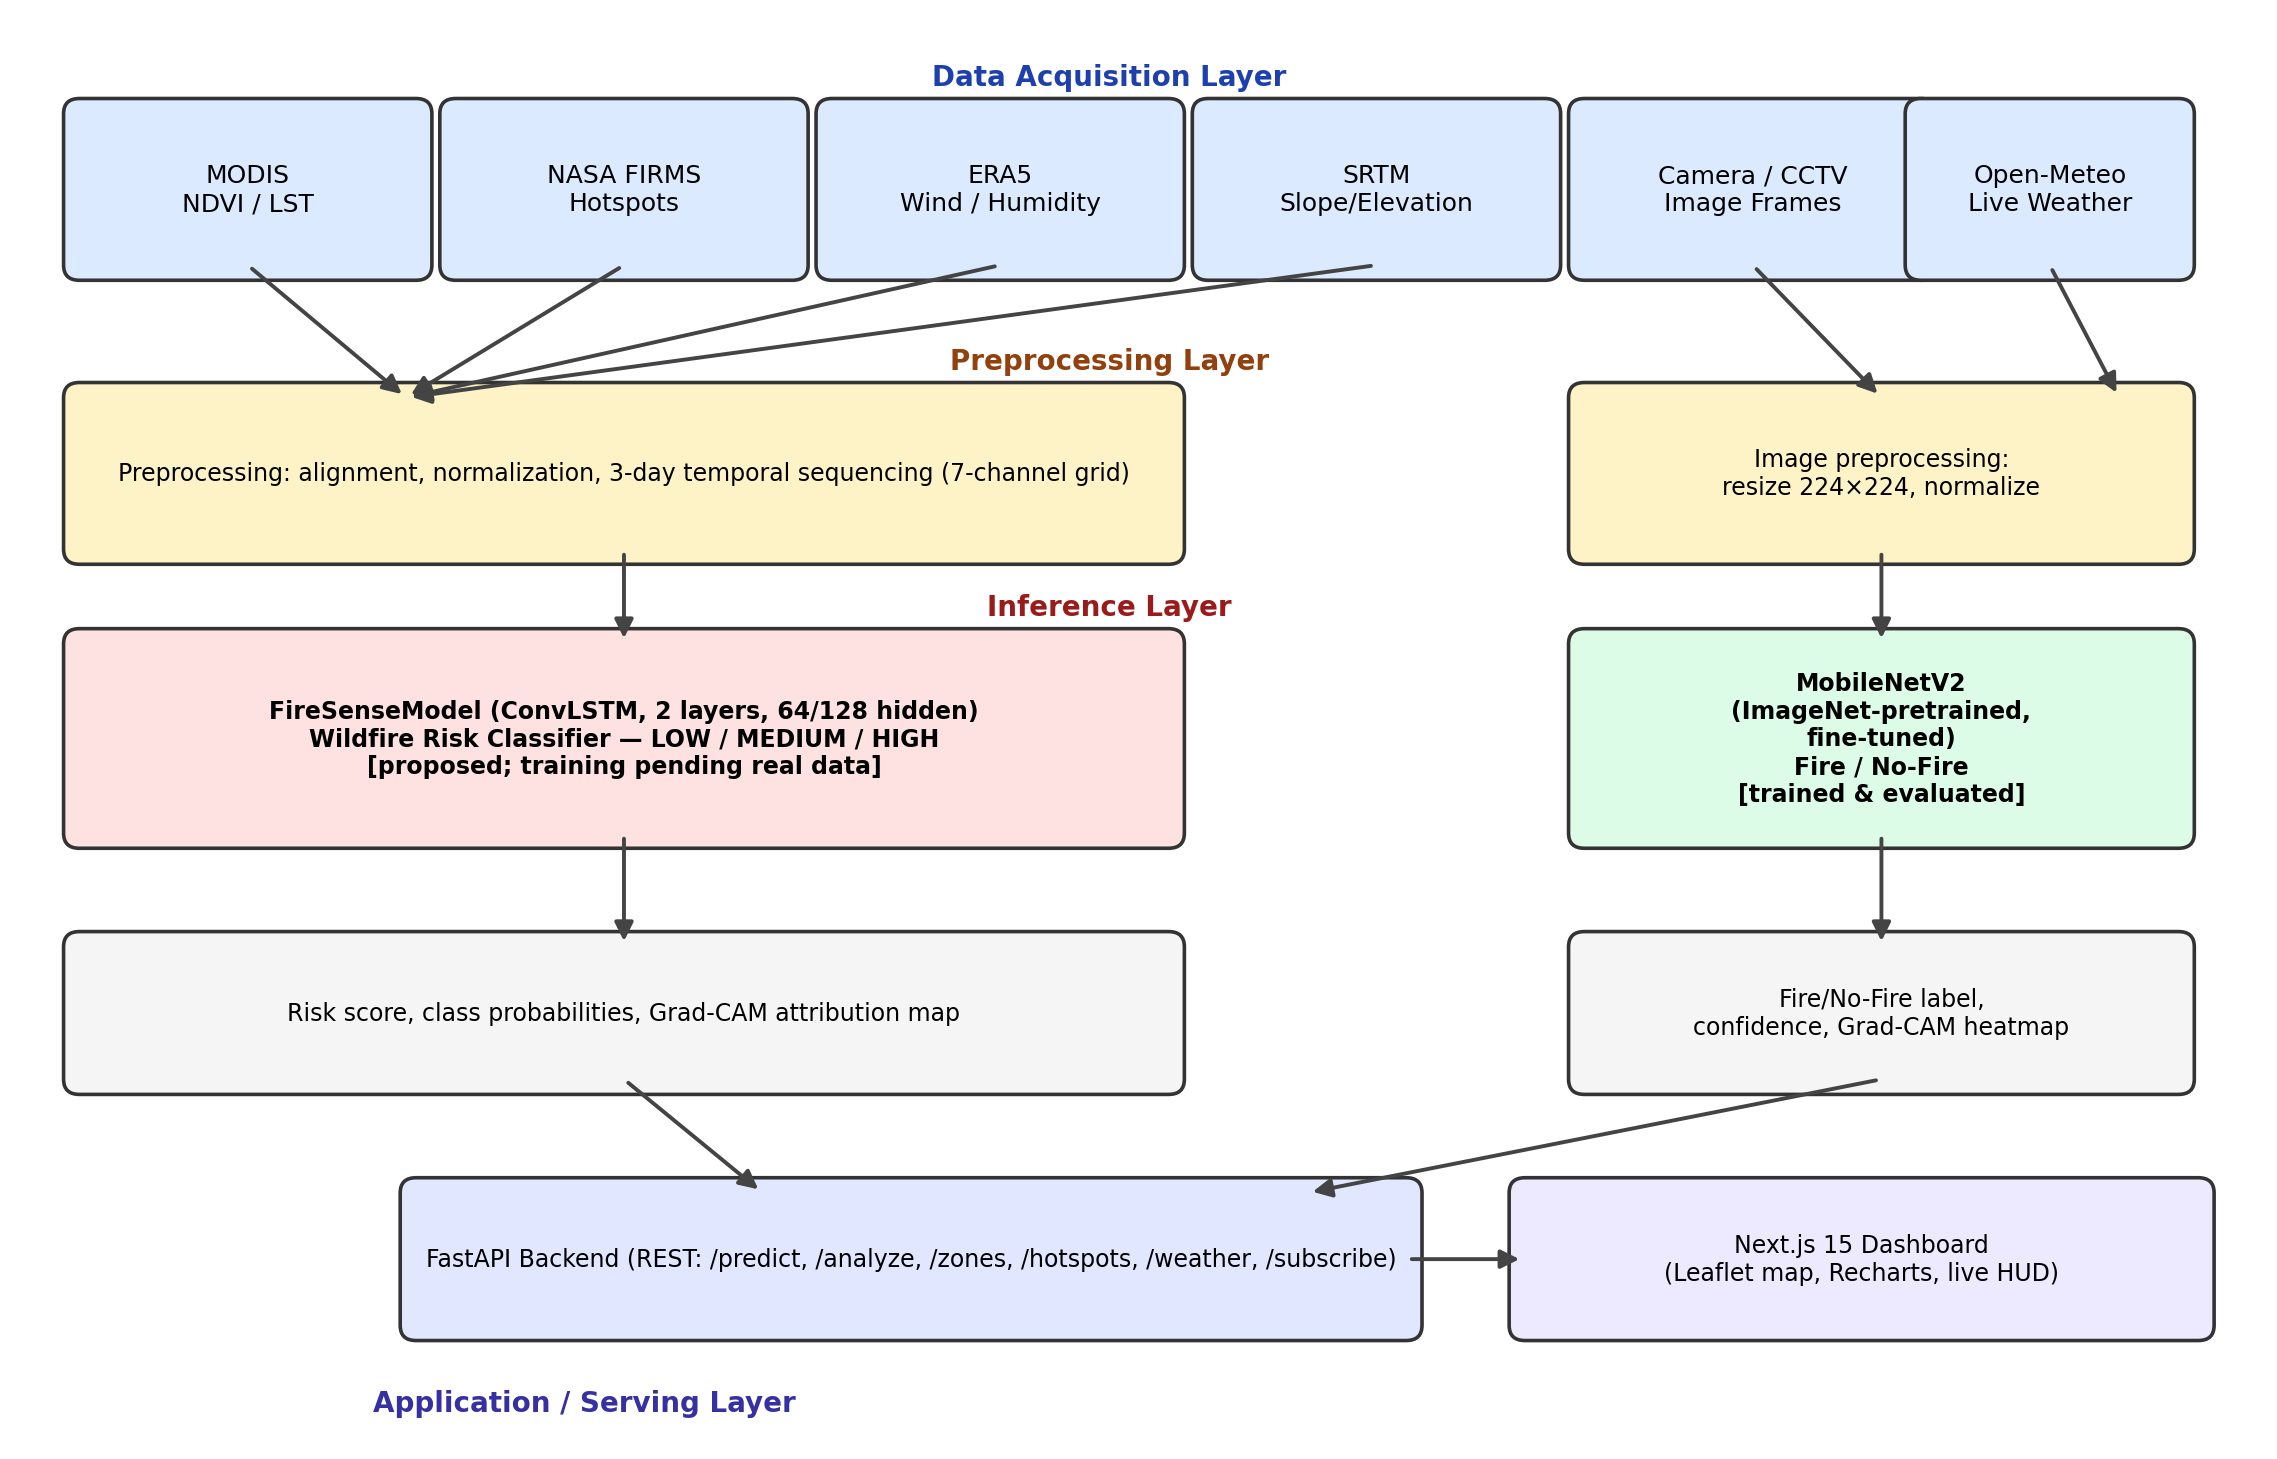 Data Acquisition Layer
MODIS
NDVI / LST
NASA FIRMS
Hotspots
ERA5
Wind / Humidity
SRTM
Slope/Elevation
Camera / CCTV
Image Frames
Open-Meteo
Live Weather
Preprocessing Layer
Preprocessing: alignment, normalization, 3-day temporal sequencing (7-channel grid)
Image preprocessing:
resize 224×224, normalize
Inference Layer
FireSenseModel (ConvLSTM, 2 layers, 64/128 hidden)
Wildfire Risk Classifier — LOW / MEDIUM / HIGH
[proposed; training pending real data]
MobileNetV2
(ImageNet-pretrained,
fine-tuned)
Fire / No-Fire
[trained & evaluated]
Risk score, class probabilities, Grad-CAM attribution map
Fire/No-Fire label,
confidence, Grad-CAM heatmap
FastAPI Backend (REST: /predict, /analyze, /zones, /hotspots, /weather, /subscribe)
Next.js 15 Dashboard
(Leaflet map, Recharts, live HUD)
Application / Serving Layer